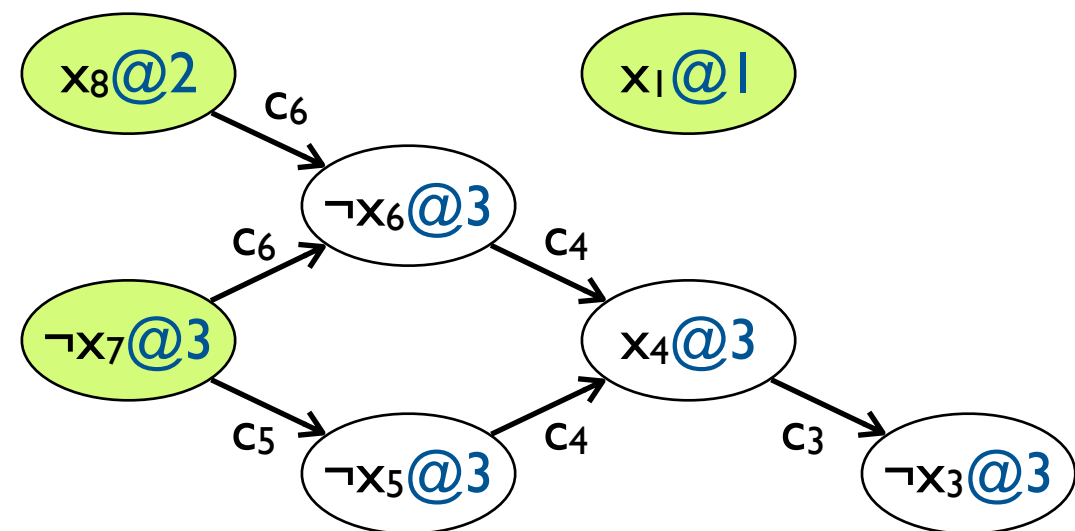 x₈@2
x₁@1
c₆
¬x₆@3
c₆
c₄
¬x₇@3
x₄@3
c₅
c₄
c₃
¬x₅@3
¬x₃@3